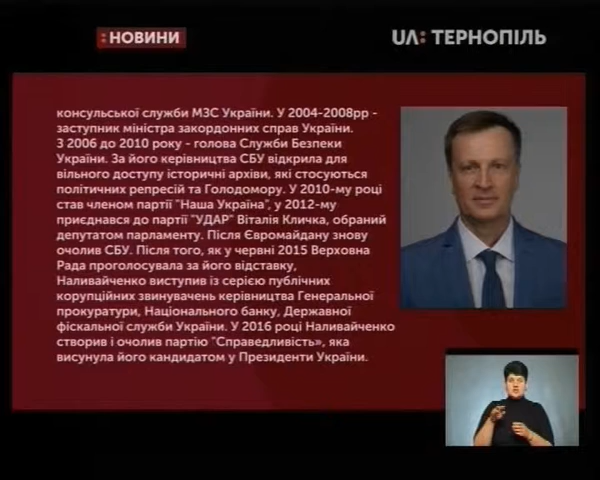 :НОВИНИ
UA: ТЕРНОПІЛЬ
консульської служби МЗС України. У 2004-2008рр -
заступник міністра закордонних справ України.
З 2006 до 2010 року - голова Служби Безпеки
України. За його керівництва СБУ відкрила для
вільного доступу історичні архіви, які стосуються
політичних репресій та Голодомору. У 2010-му році
став членом партії "Наша Україна", у 2012-му
приєднався до партії "УДАР" Віталія Кличка, обраний
депутатом парламенту. Після Євромайдану знову
очолив СБУ. Після того, як у червні 2015 Верховна
Рада проголосувала за його відставку,
Наливайченко виступив із серією публічних
корупційних звинувачень керівництва Генеральної
прокуратури, Національного банку, Державної
фіскальної служби України. У 2016 році Наливайченко
створив і очолив партію "Справедливість», яка
висунула його кандидатом у Президенти України.